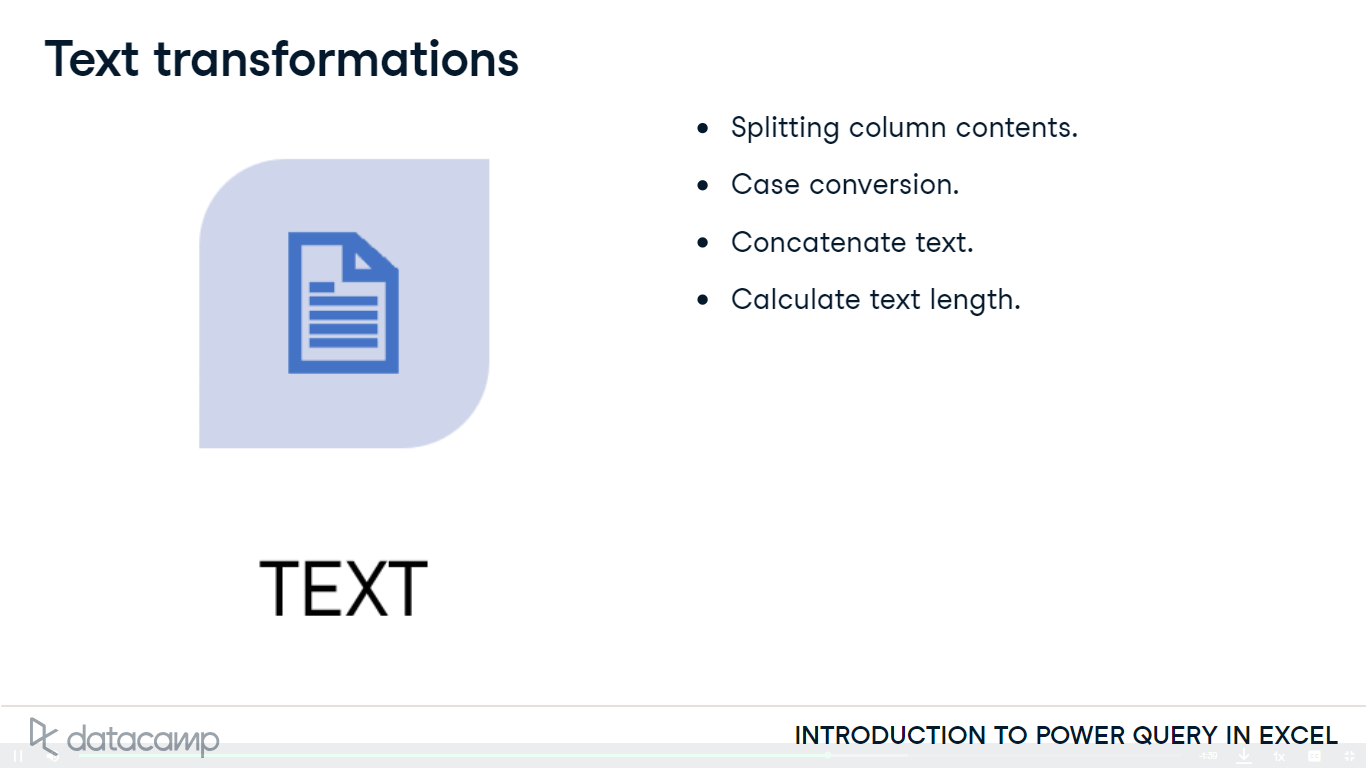 Text transformations
Splitting column contents.
Case conversion.
Concatenate text.
Calculate text length.
TEXT
datacamp
INTRODUCTION TO POWER QUERY IN EXCEL
1x